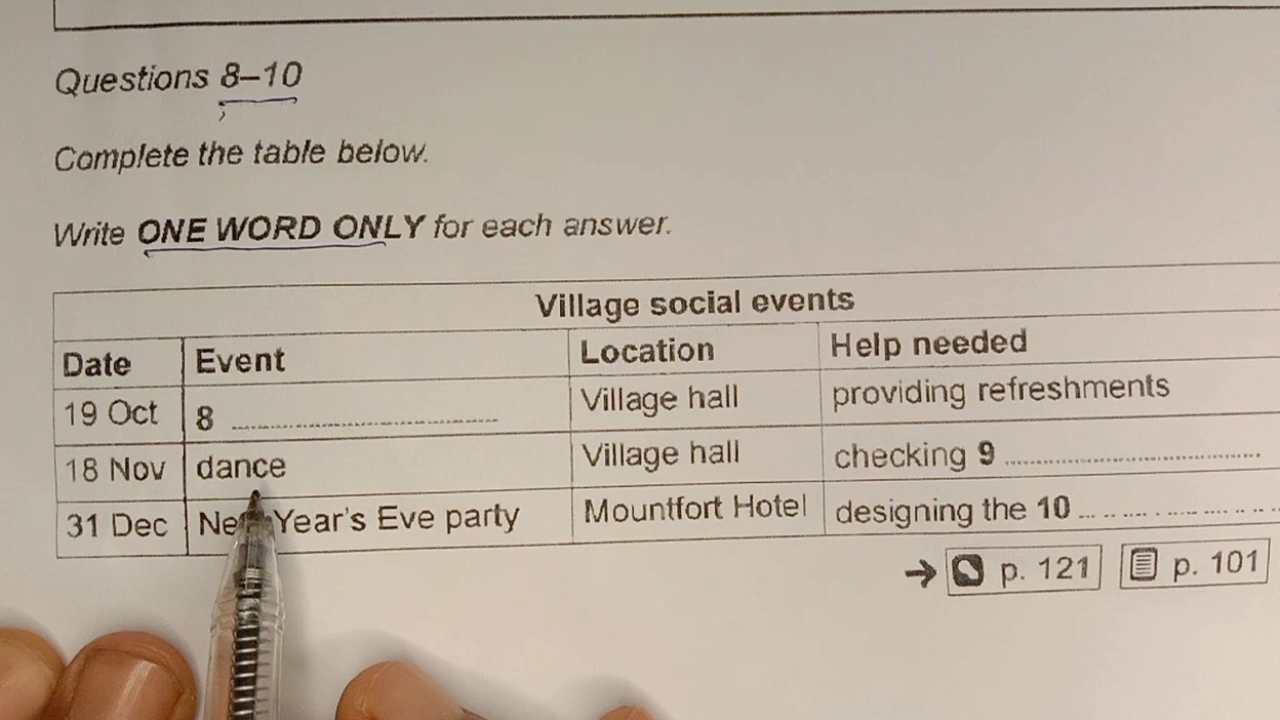 Questions 8–10
Complete the table below.
Write ONE WORD ONLY for each answer.
Village social events
Date Event Location Help needed
19 Oct 8 ........................ Village hall providing refreshments
18 Nov dance Village hall checking 9 ........................
31 Dec Year's Eve party Mountfort Hotel designing the 10 ........................
→ p. 121 p. 101